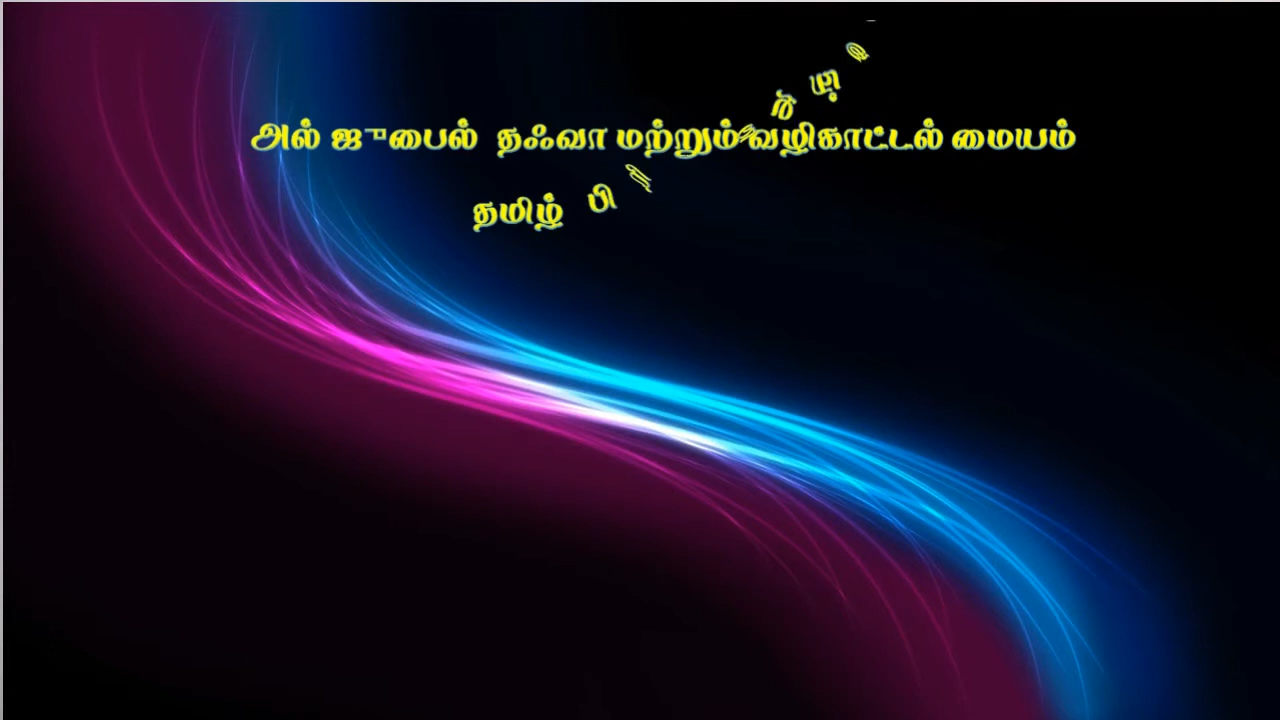 அல் ஜுபைல் தஃவா மற்றும் வழிகாட்டல் மையம்
தமிழ்